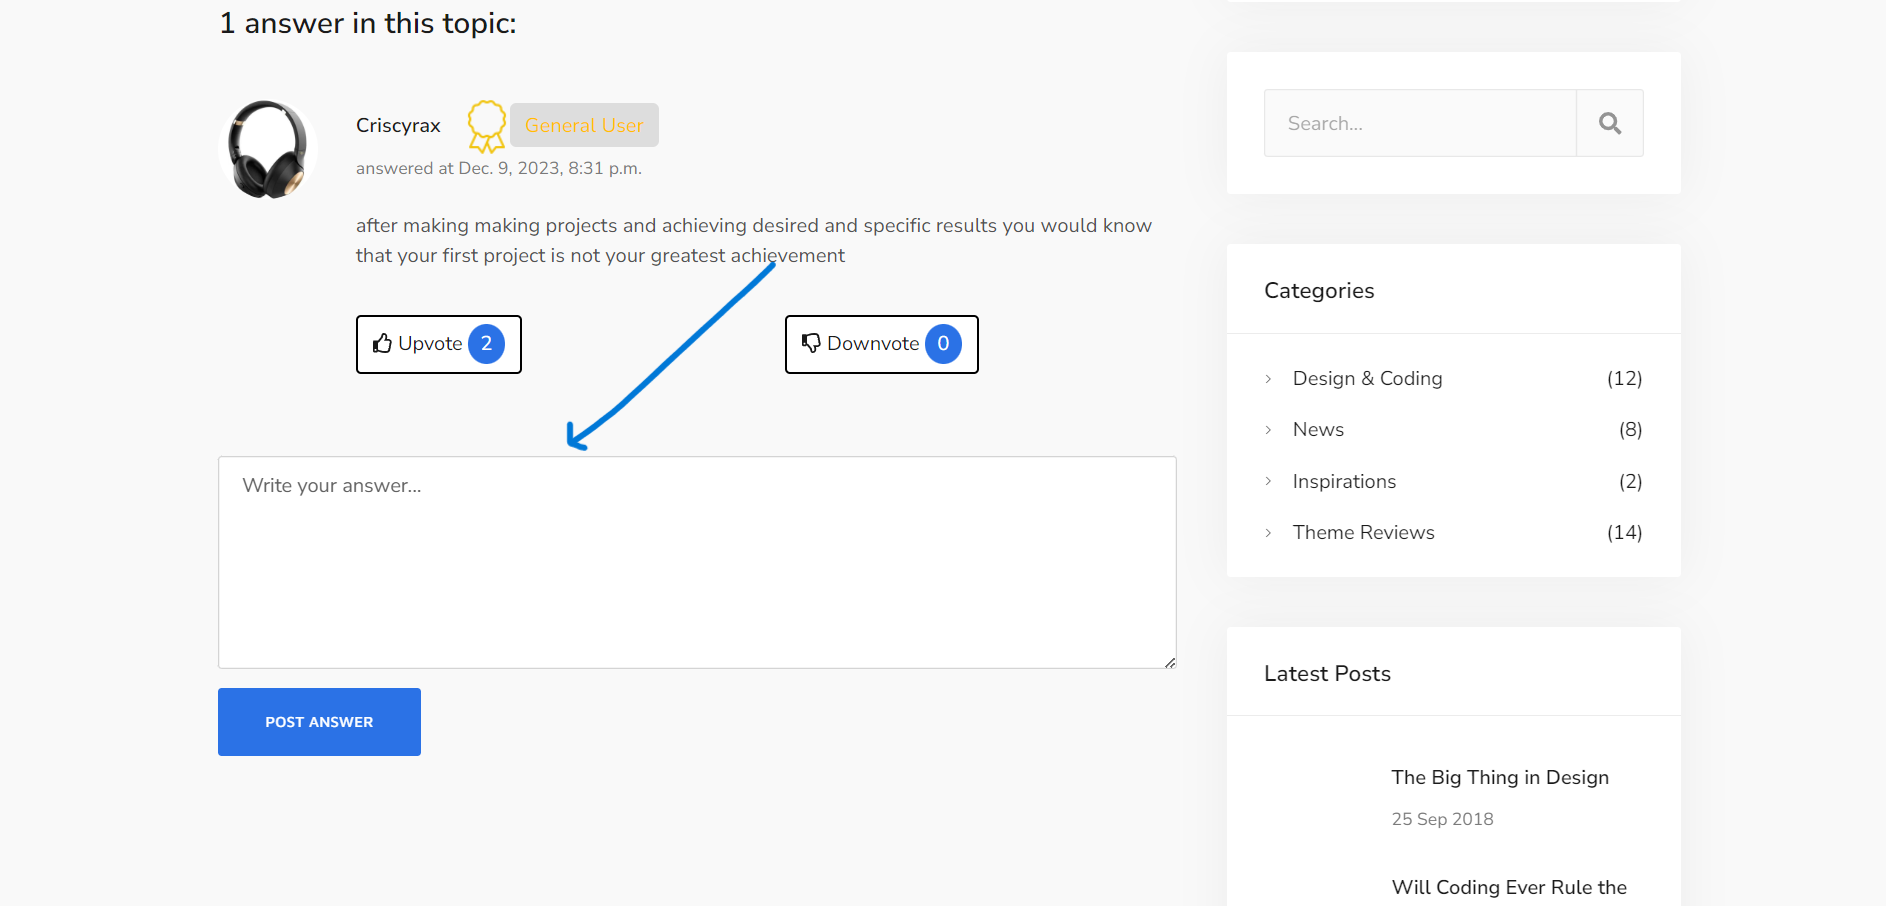 1 answer in this topic:
Criscyrax
General User
answered at Dec. 9, 2023, 8:31 p.m.
after making making projects and achieving desired and specific results you would know
that your first project is not your greatest achievement
Upvote 2
Downvote 0
Write your answer...
POST ANSWER
Search...
Categories
Design & Coding (12)
News (8)
Inspirations (2)
Theme Reviews (14)
Latest Posts
The Big Thing in Design
25 Sep 2018
Will Coding Ever Rule the